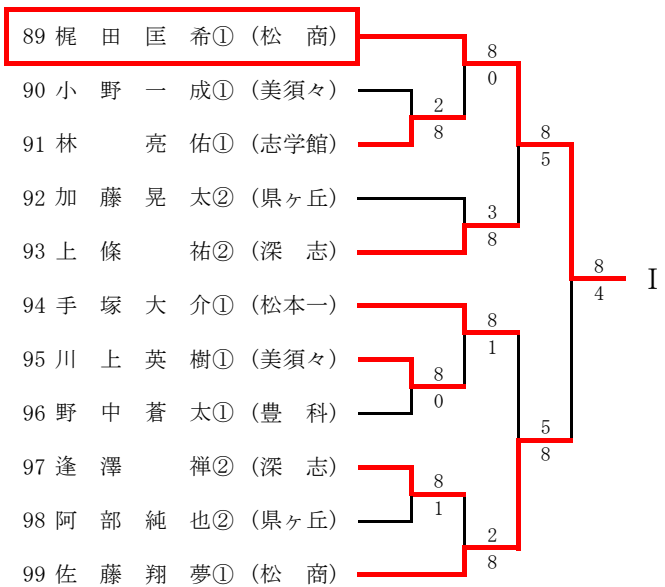 89 梶 田 匡 希① (松 商)
8
0
90 小 野 一 成① (美須々)
2
8
91 林 亮 佑① (志学館)
8
5
92 加 藤 晃 太② (県ヶ丘)
3
8
93 上 條 祐② (深 志)
8
4
I
94 手 塚 大 介① (松本一)
8
1
95 川 上 英 樹① (美須々)
8
0
96 野 中 蒼 太① (豊 科)
5
8
97 逢 澤 禅② (深 志)
8
1
98 阿 部 純 也② (県ヶ丘)
2
8
99 佐 藤 翔 夢① (松 商)